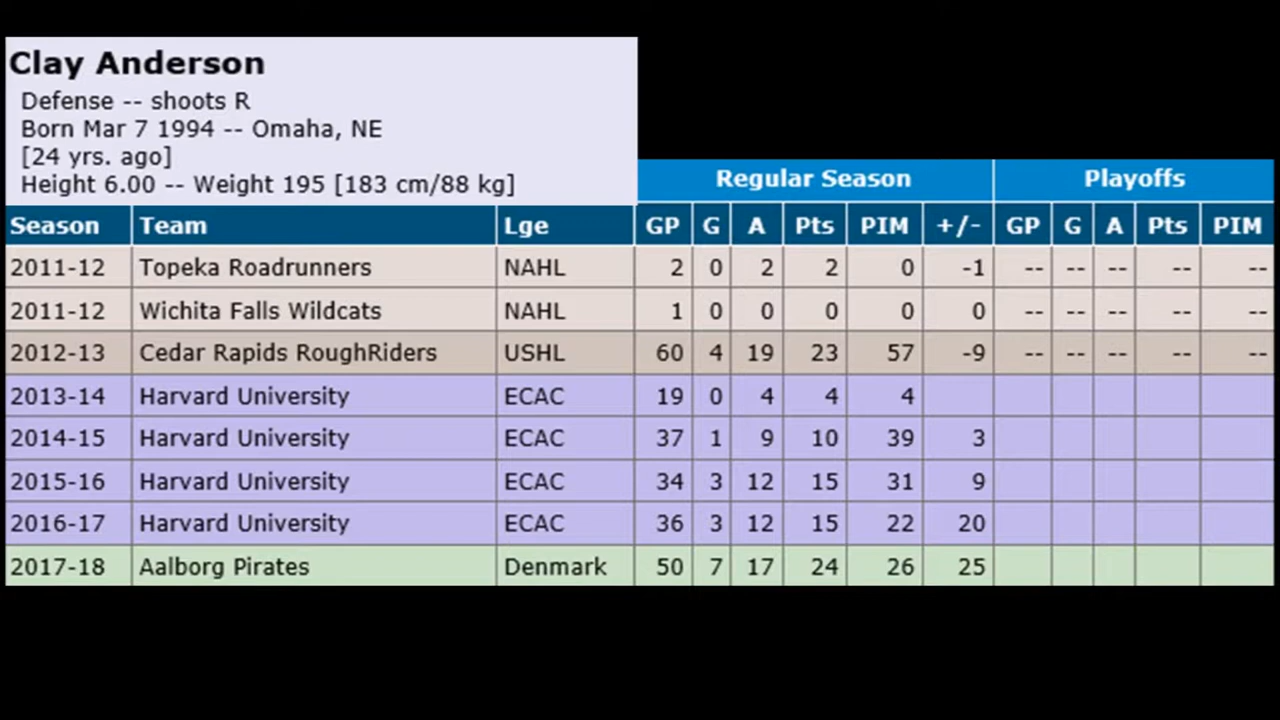 Clay Anderson
Defense -- shoots R
Born Mar 7 1994 -- Omaha, NE
[24 yrs. ago]
Height 6.00 -- Weight 195 [183 cm/88 kg]
Regular Season Playoffs
Season Team Lge GP G A Pts PIM +/- GP G A Pts PIM
2011-12 Topeka Roadrunners NAHL 2 0 2 2 0 -1 -- -- -- -- --
2011-12 Wichita Falls Wildcats NAHL 1 0 0 0 0 0 -- -- -- -- --
2012-13 Cedar Rapids RoughRiders USHL 60 4 19 23 57 -9 -- -- -- -- --
2013-14 Harvard University ECAC 19 0 4 4 4
2014-15 Harvard University ECAC 37 1 9 10 39 3
2015-16 Harvard University ECAC 34 3 12 15 31 9
2016-17 Harvard University ECAC 36 3 12 15 22 20
2017-18 Aalborg Pirates Denmark 50 7 17 24 26 25